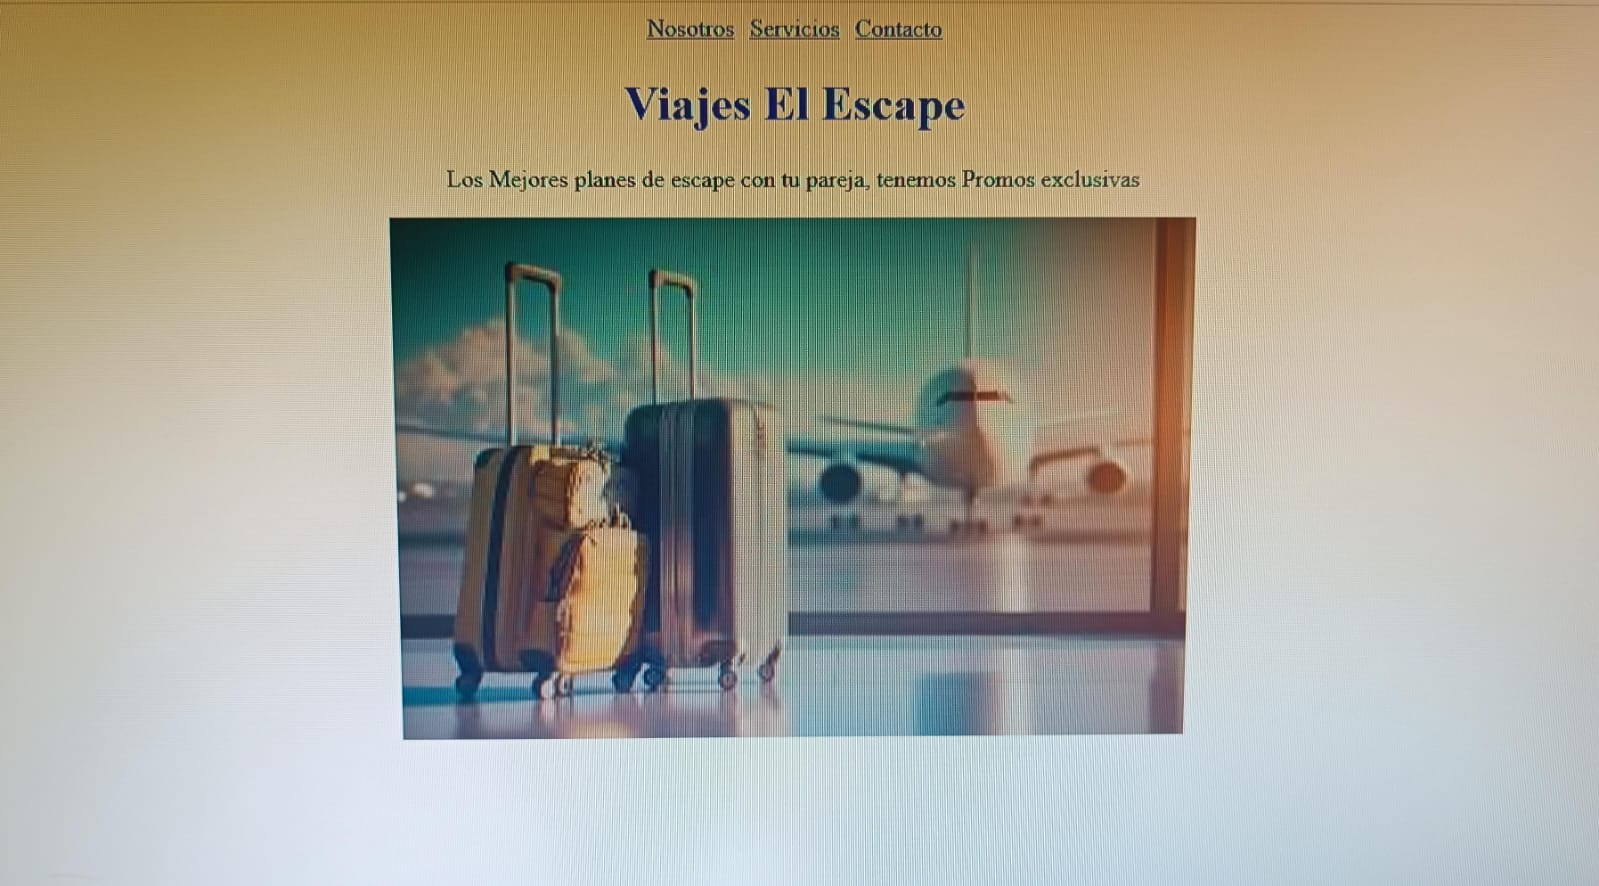 Nosotros Servicios Contacto
Viajes El Escape
Los Mejores planes de escape con tu pareja, tenemos Promos exclusivas